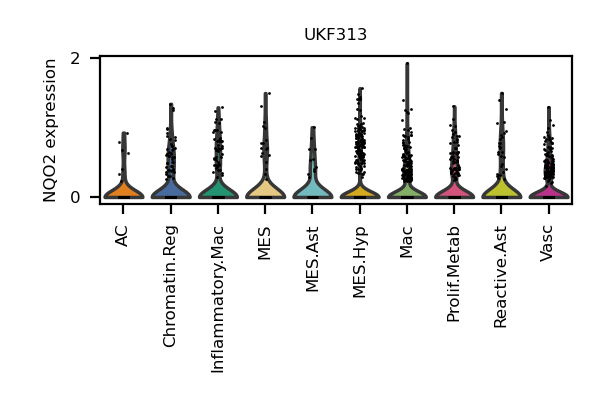 UKF313
NQO2 expression
2
0
AC
Chromatin.Reg
Inflammatory.Mac
MES
MES.Ast
MES.Hyp
Mac
Prolif.Metab
Reactive.Ast
Vasc